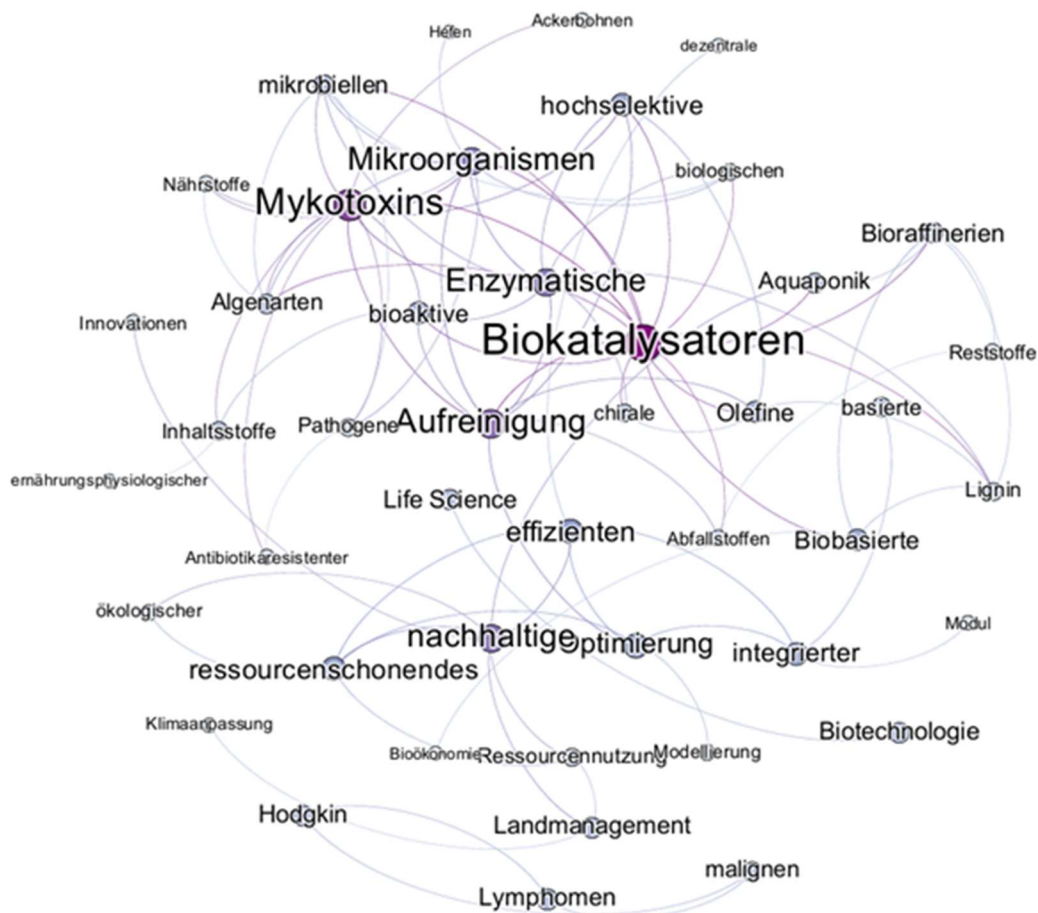 Ackerbohnen
Hefen
dezentrale
mikrobiellen
hochselektive
Mikroorganismen
biologischen
Nährstoffe
Mykotoxins
Bioraffinerien
Enzymatische
Aquaponik
Algenarten
bioaktive
Innovationen
Biokatalysatoren
Reststoffe
basierte
chirale
Olefine
Aufreinigung
Pathogene
Inhaltsstoffe
ernährungsphysiologischer
Lignin
Life Science
effizienten
Abfallstoffen
Biobasierte
Antibiotikaresistenter
ökologischer
Modul
nachhaltige
Optimierung
integrierter
ressourcenschonendes
Klimaanpassung
Biotechnologie
Bioökonomie
Ressourcennutzung
Modellierung
Hodgkin
Landmanagement
malignen
Lymphomen